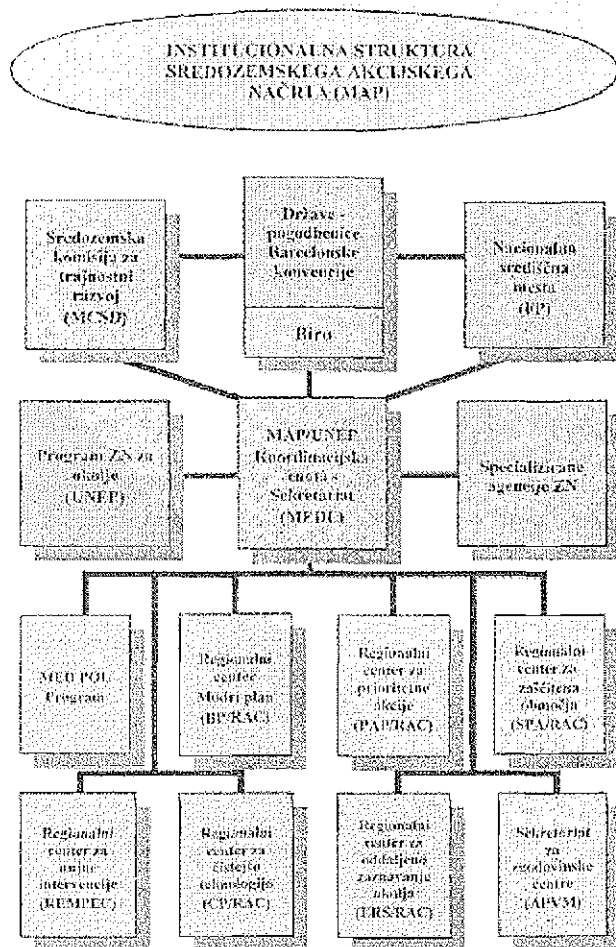 INSTITUCIONALNA STRUKTURA
SREDOZEMSKEGA AKCIJSKEGA
NAČRTA (MAP)
Sredozemska
komisija za
trajnostni
razvoj
(MCSD)
Države -
pogodbenice
Barcelonske
konvencije
Biro
Nacionalna
središčna
mesta
(FP)
Program ZN za
okolje
(UNEP)
MAP/UNEP
Koordinacijska
enota -
Sekretariat
(MEDU)
Specializirane
agencije ZN
MED POL
Program
Regionalni
center
Modri plan
(BP/RAC)
Regionalni
center za
prioritetne
akcije
(PAP/RAC)
Regionalni
center za
zaščitena
območja
(SPA/RAC)
Regionalni
center za
nujne
intervencije
(REMPEC)
Regionalni
center za
čistejšo
tehnologijo
(CP/RAC)
Regionalni
center za
oddaljeno
zaznavanje
okolja
(ERS/RAC)
Sekretariat
za
zgodovinske
centre
(APVM)